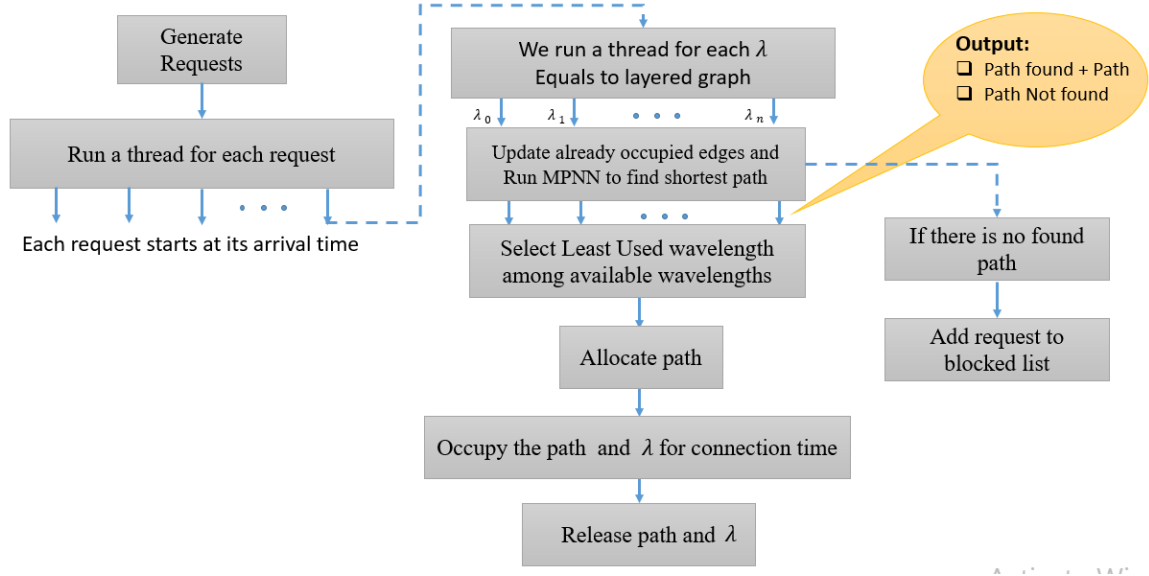 Generate
Requests
Run a thread for each request
Each request starts at its arrival time
We run a thread for each λ
Equals to layered graph
λ0
λ1
λn
Update already occupied edges and
Run MPNN to find shortest path
Output:
Path found + Path
Path Not found
Select Least Used wavelength
among available wavelengths
If there is no found
path
Add request to
blocked list
Allocate path
Occupy the path and λ for connection time
Release path and λ